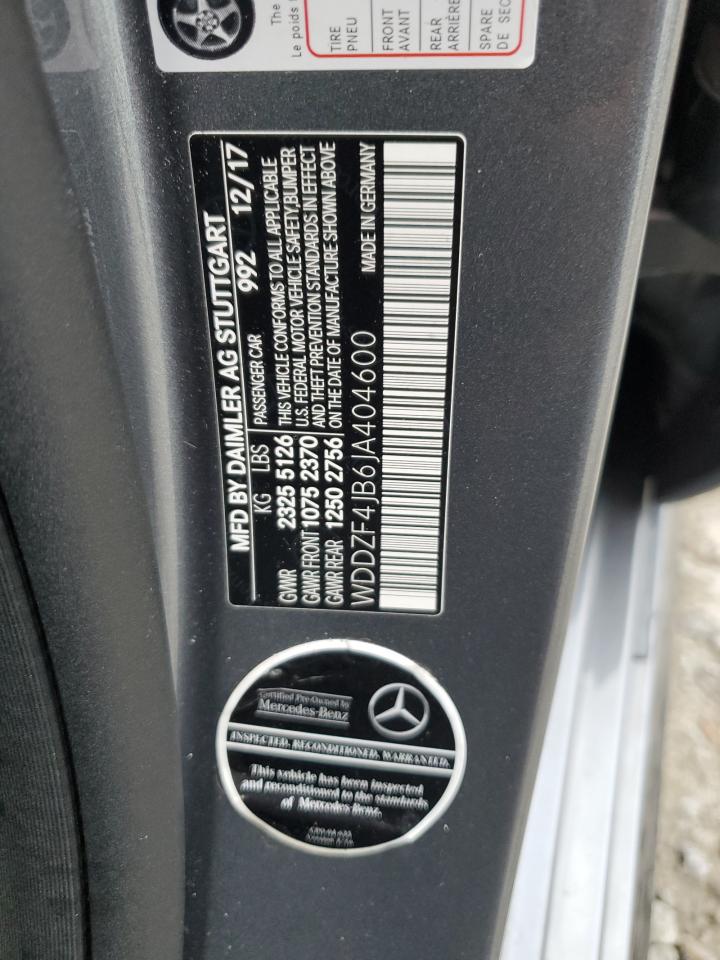 The
Le poids
TIRE
PNEU
FRONT
AVANT
REAR
ARRIÈRE
SPARE
DE SEC
MFD BY DAIMLER AG STUTTGART
KG LBS PASSENGER CAR 992 12/17
GVWR 2325 5126 THIS VEHICLE CONFORMS TO ALL APPLICABLE
GAWR FRONT 1075 2370 U.S. FEDERAL MOTOR VEHICLE SAFETY, BUMPER
GAWR REAR 1250 2756 AND THEFT PREVENTION STANDARDS IN EFFECT
ON THE DATE OF MANUFACTURE SHOWN ABOVE
WDDZF4JB6JA404600 MADE IN GERMANY
Certified Pre-Owned by
Mercedes-Benz
INSPECTED. RECONDITIONED. WARRANTED.
This vehicle has been inspected
and reconditioned to the standards
of Mercedes Benz.